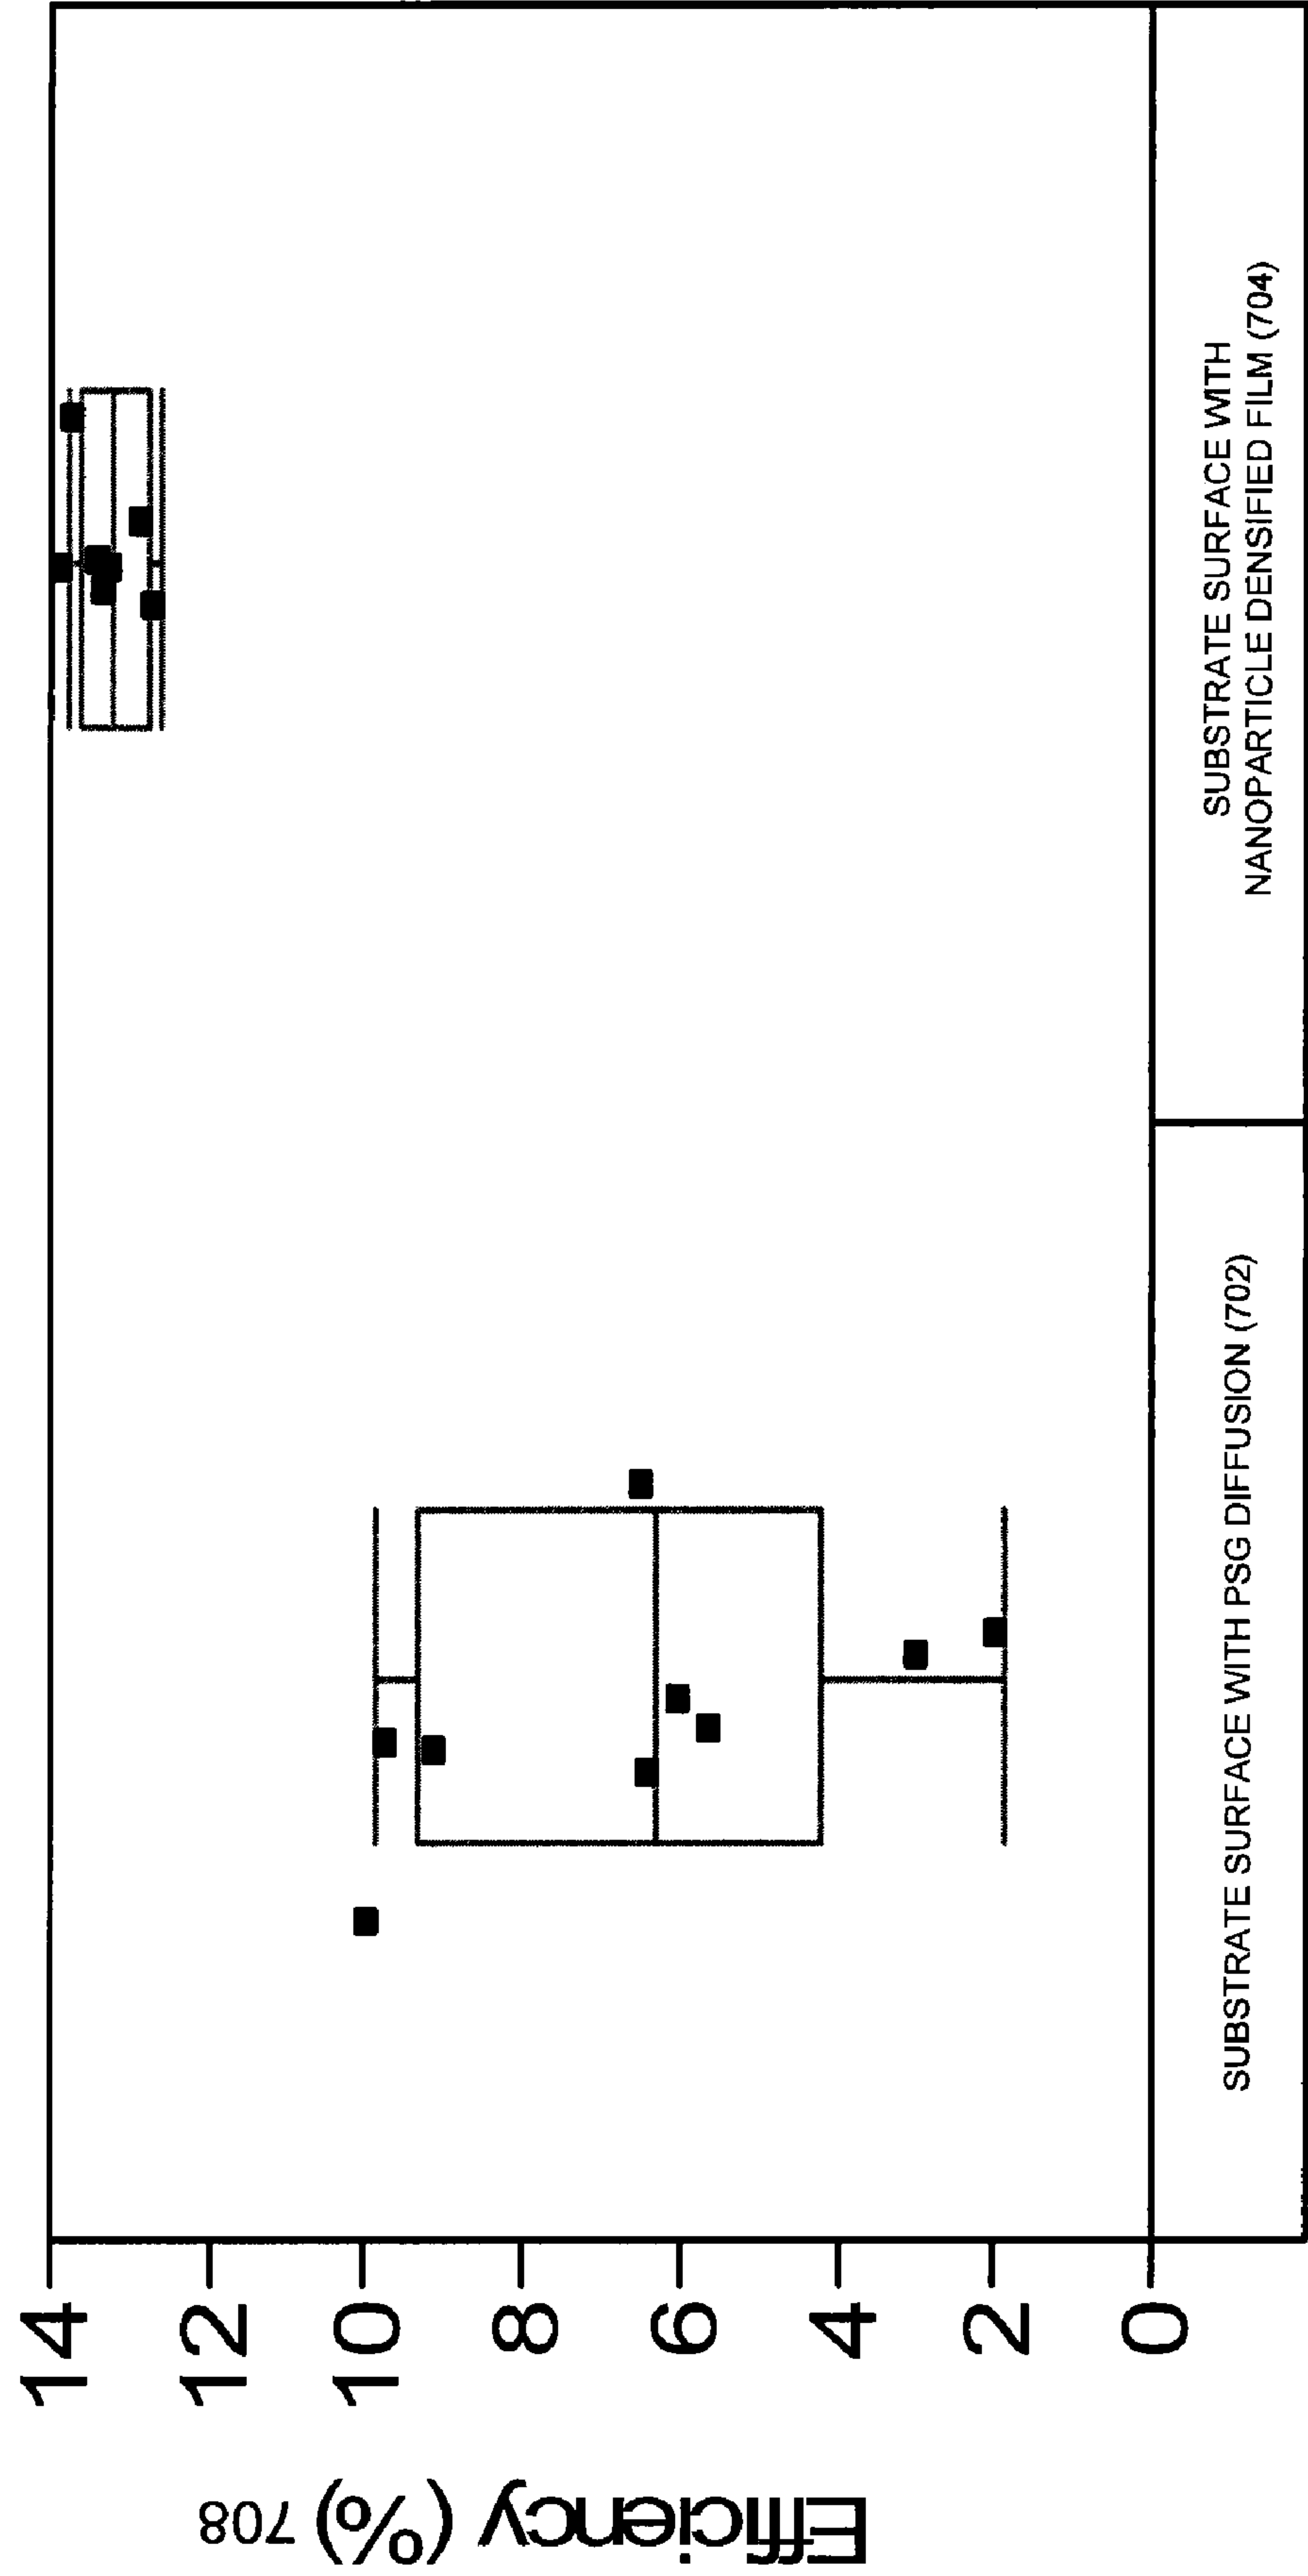 Efficiency (%) 708
14
12
10
8
6
4
2
0
SUBSTRATE SURFACE WITH PSG DIFFUSION (702)
SUBSTRATE SURFACE WITH
NANOPARTICLE DENSIFIED FILM (704)